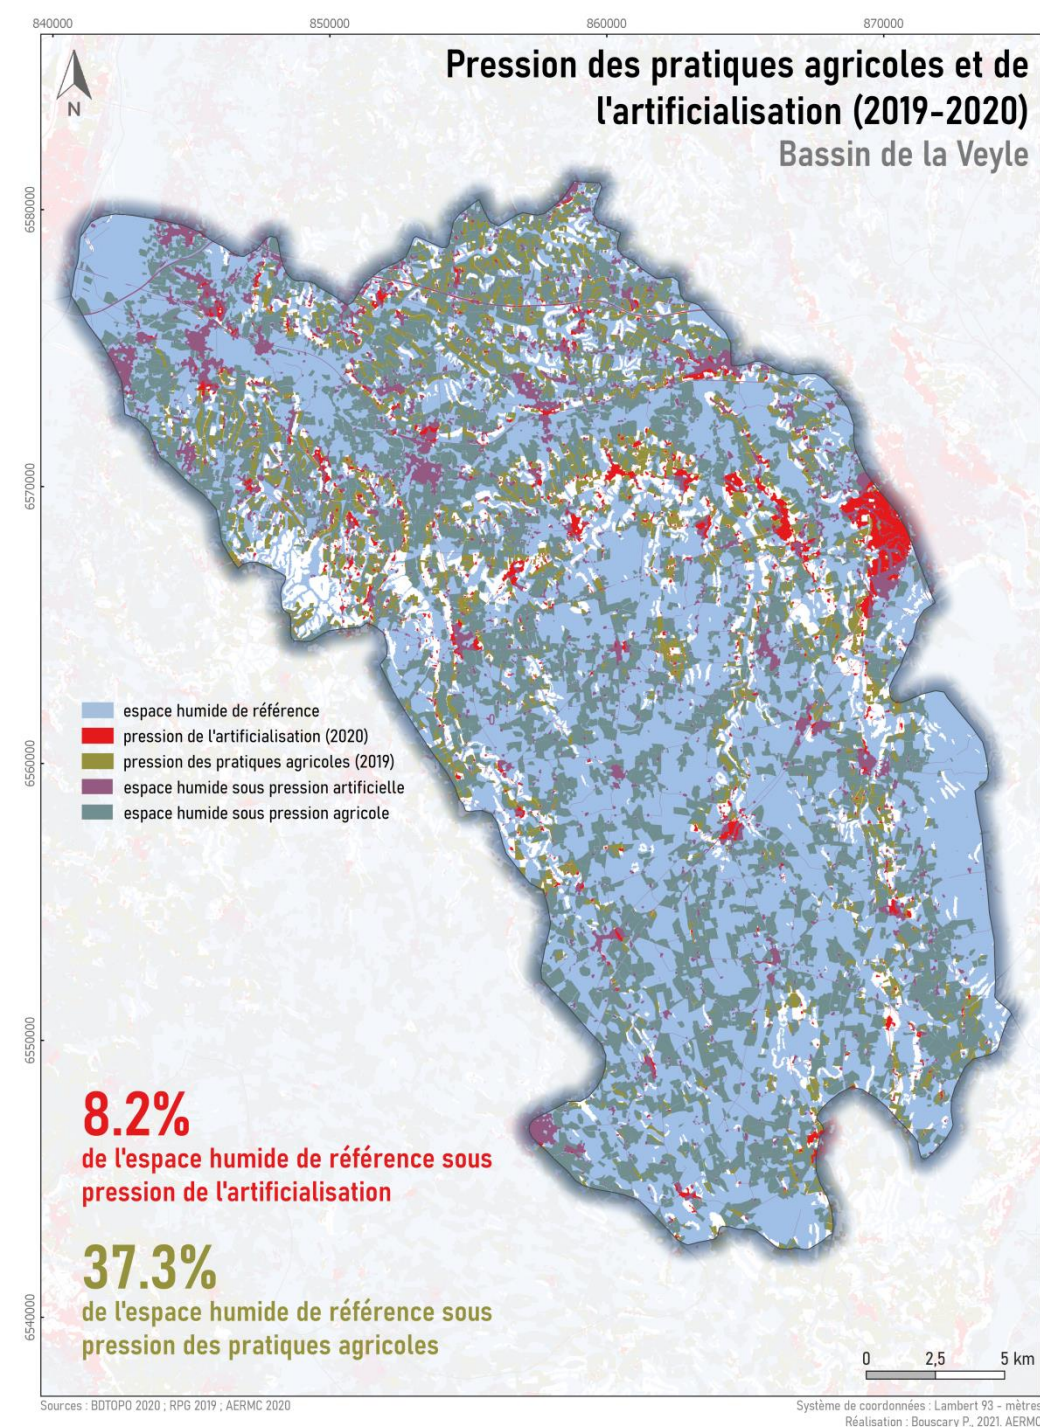 840000
850000
860000
870000
Pression des pratiques agricoles et de
l'artificialisation (2019-2020)
Bassin de la Veyle
N
6580000
6570000
6560000
6550000
6540000
espace humide de référence
pression de l'artificialisation (2020)
pression des pratiques agricoles (2019)
espace humide sous pression artificielle
espace humide sous pression agricole
8.2%
de l'espace humide de référence sous
pression de l'artificialisation
37.3%
de l'espace humide de référence sous
pression des pratiques agricoles
0 2,5 5 km
Sources : BDTOPO 2020 ; RPG 2019 ; AERMC 2020
Système de coordonnées : Lambert 93 - mètres
Réalisation : Bouscary P., 2021. AERMC